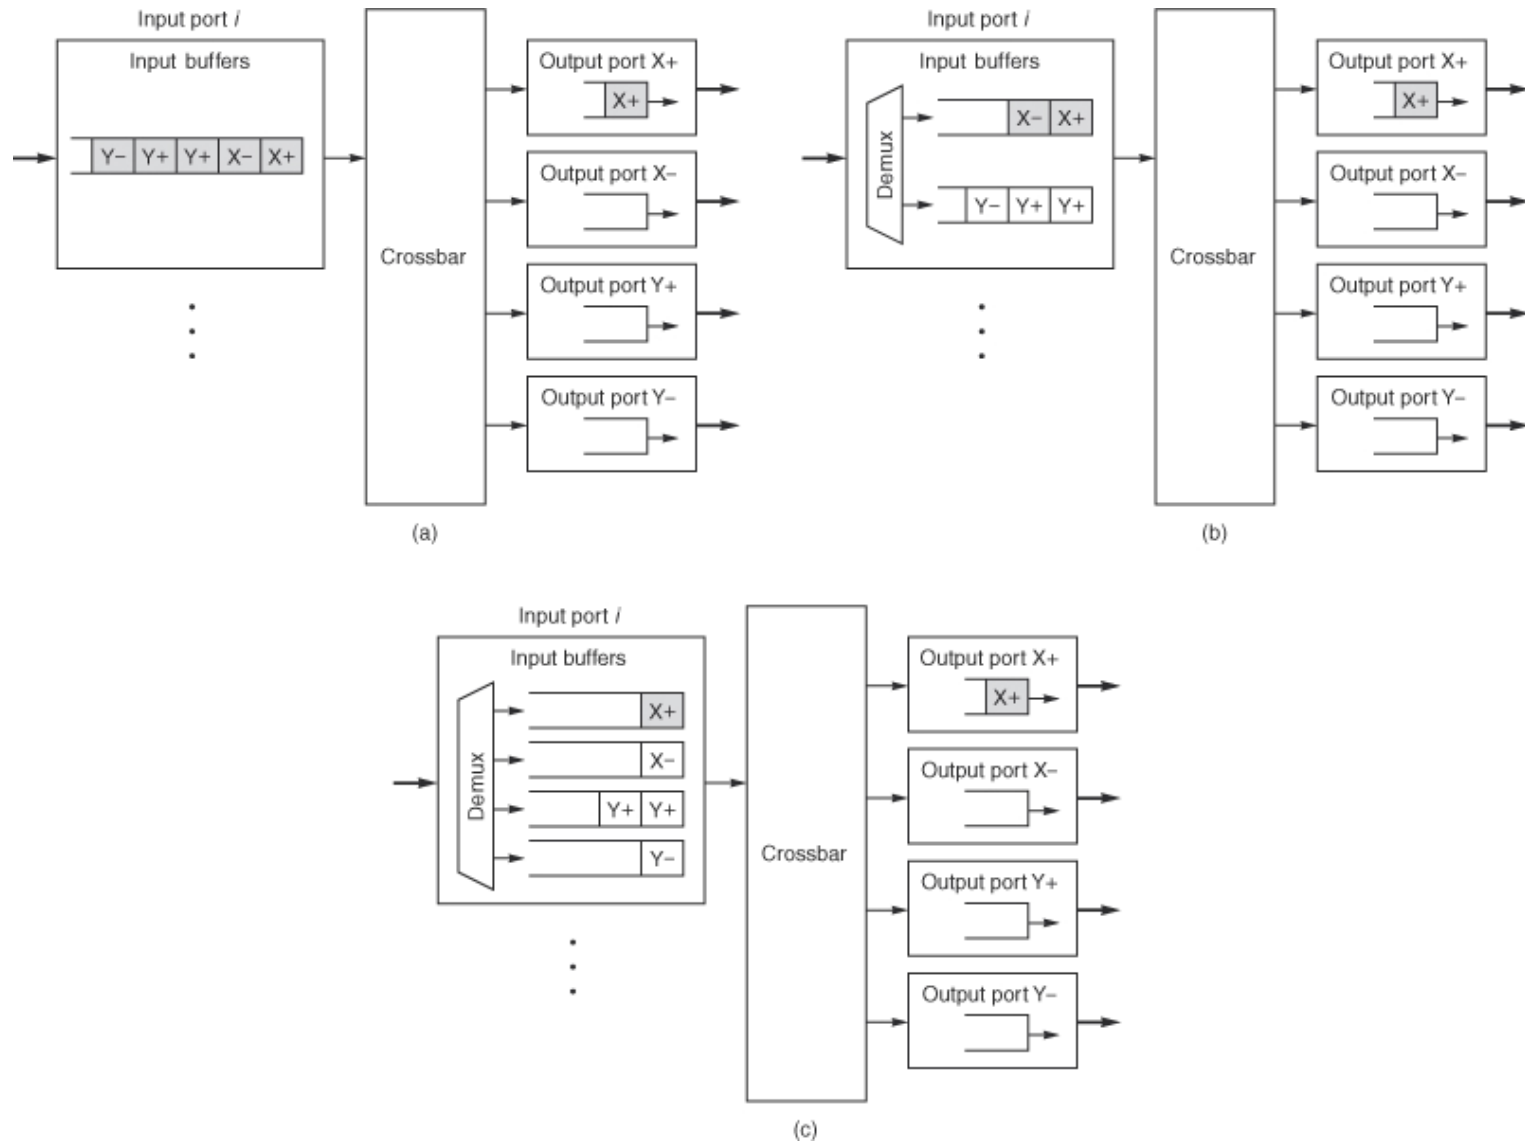 Input port i
Input buffers
Y− Y+ Y+ X− X+
Crossbar
Output port X+
X+
Output port X−
Output port Y+
Output port Y−
(a)
Input port i
Input buffers
Demux
X− X+
Y− Y+ Y+
Crossbar
Output port X+
X+
Output port X−
Output port Y+
Output port Y−
(b)
Input port i
Input buffers
Demux
X+
X−
Y+ Y+
Y−
Crossbar
Output port X+
X+
Output port X−
Output port Y+
Output port Y−
(c)